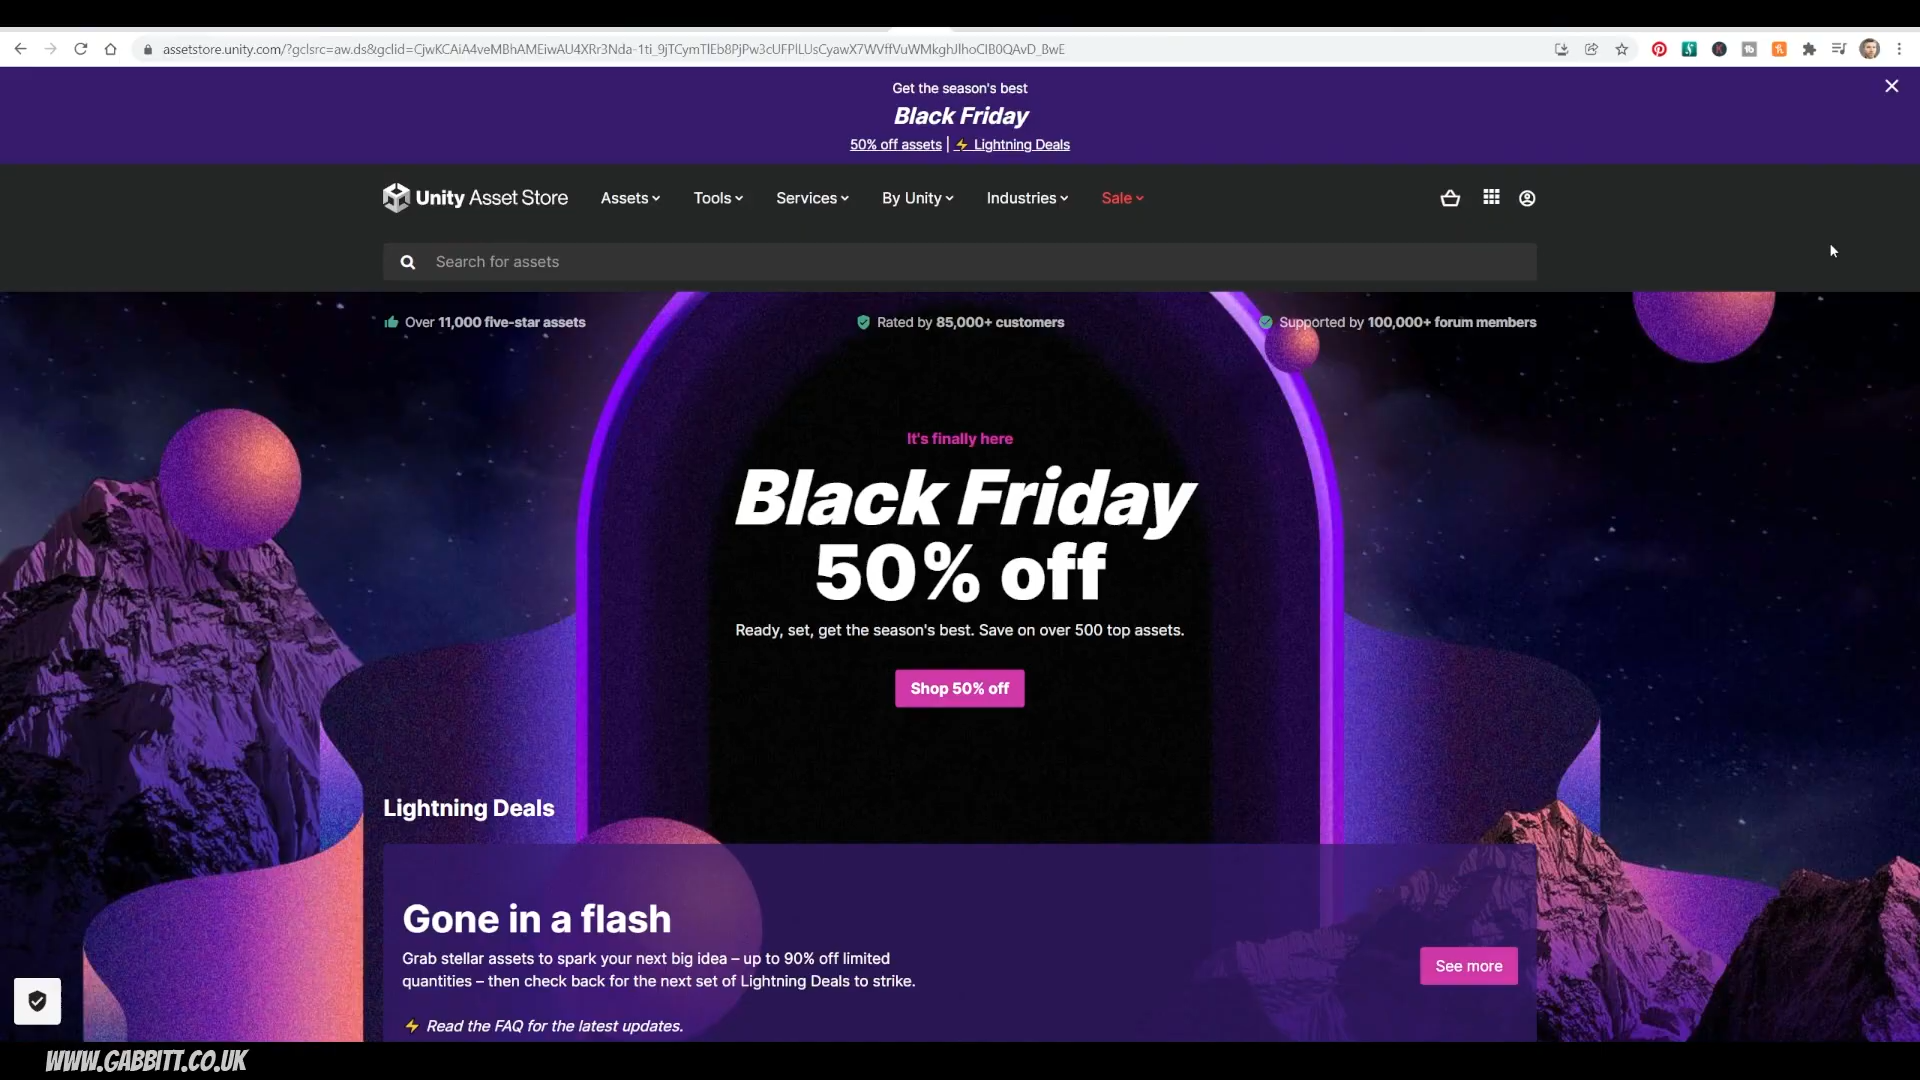 assetstore.unity.com/?gclsrc=aw.ds&gclid=CjwKCAiA4veMBhAMEiwAU4XRr3Nda-1ti_9jTCymTIEb8PjPw3cUFPlLUsCyawX7WVffVuWMkghJlhoClB0QAvD_BwE
Get the season's best
Black Friday
50% off assets | ⚡ Lightning Deals
Unity Asset Store Assets Tools Services By Unity Industries Sale
Search for assets
Over 11,000 five-star assets Rated by 85,000+ customers Supported by 100,000+ forum members
It's finally here
Black Friday
50% off
Ready, set, get the season's best. Save on over 500 top assets.
Shop 50% off
Lightning Deals
Gone in a flash
Grab stellar assets to spark your next big idea – up to 90% off limited
quantities – then check back for the next set of Lightning Deals to strike.
See more
⚡ Read the FAQ for the latest updates.
WWW.GABBITT.CO.UK